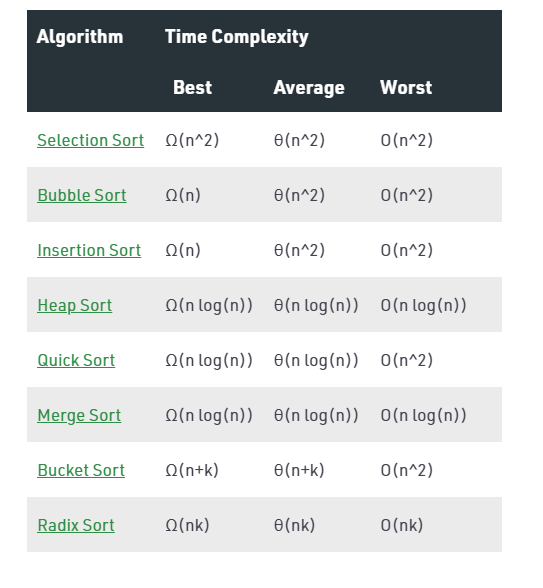 Algorithm Time Complexity
Best Average Worst
Selection Sort Ω(n^2) θ(n^2) O(n^2)
Bubble Sort Ω(n) θ(n^2) O(n^2)
Insertion Sort Ω(n) θ(n^2) O(n^2)
Heap Sort Ω(n log(n)) θ(n log(n)) O(n log(n))
Quick Sort Ω(n log(n)) θ(n log(n)) O(n^2)
Merge Sort Ω(n log(n)) θ(n log(n)) O(n log(n))
Bucket Sort Ω(n+k) θ(n+k) O(n^2)
Radix Sort Ω(nk) θ(nk) O(nk)